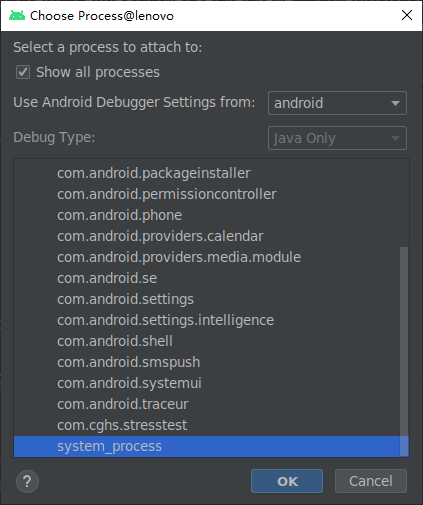 Choose Process@lenovo
Select a process to attach to:
Show all processes
Use Android Debugger Settings from: android
Debug Type: Java Only
com.android.packageinstaller
com.android.permissioncontroller
com.android.phone
com.android.providers.calendar
com.android.providers.media.module
com.android.se
com.android.settings
com.android.settings.intelligence
com.android.shell
com.android.smspush
com.android.systemui
com.android.traceur
com.cghs.stresstest
system_process
? OK Cancel